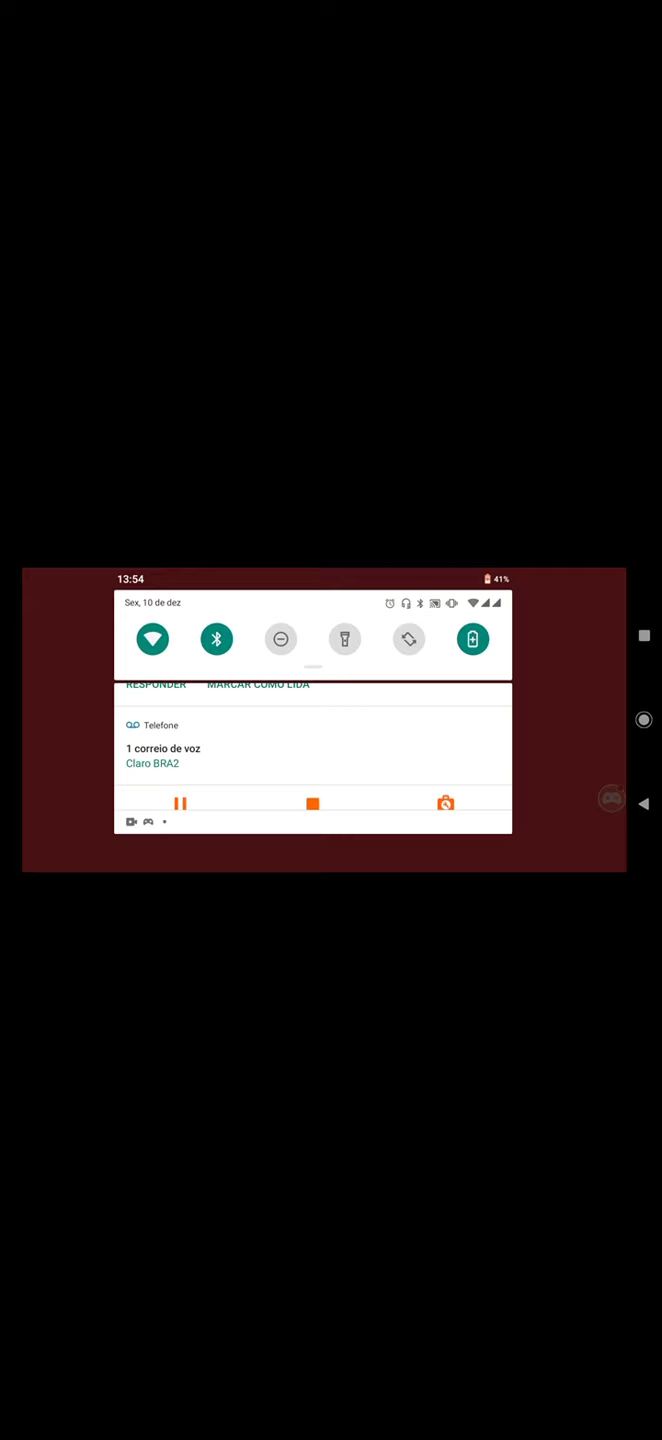 13:54
41%
Sex, 10 de dez
RESPONDER MARCAR COMO LIDA
Telefone
1 correio de voz
Claro BRA2